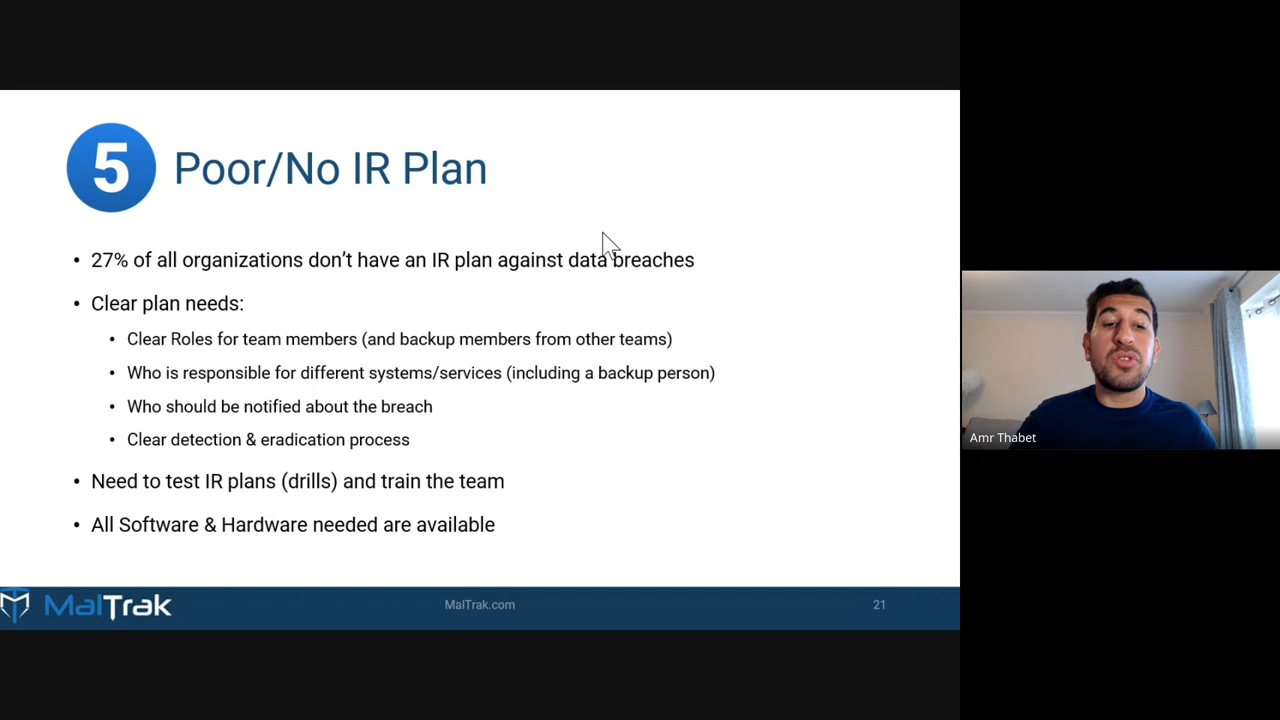 5
Poor/No IR Plan
• 27% of all organizations don’t have an IR plan against data breaches
• Clear plan needs:
• Clear Roles for team members (and backup members from other teams)
• Who is responsible for different systems/services (including a backup person)
• Who should be notified about the breach
• Clear detection & eradication process
• Need to test IR plans (drills) and train the team
• All Software & Hardware needed are available
MalTrak
MalTrak.com
21
Amr Thabet